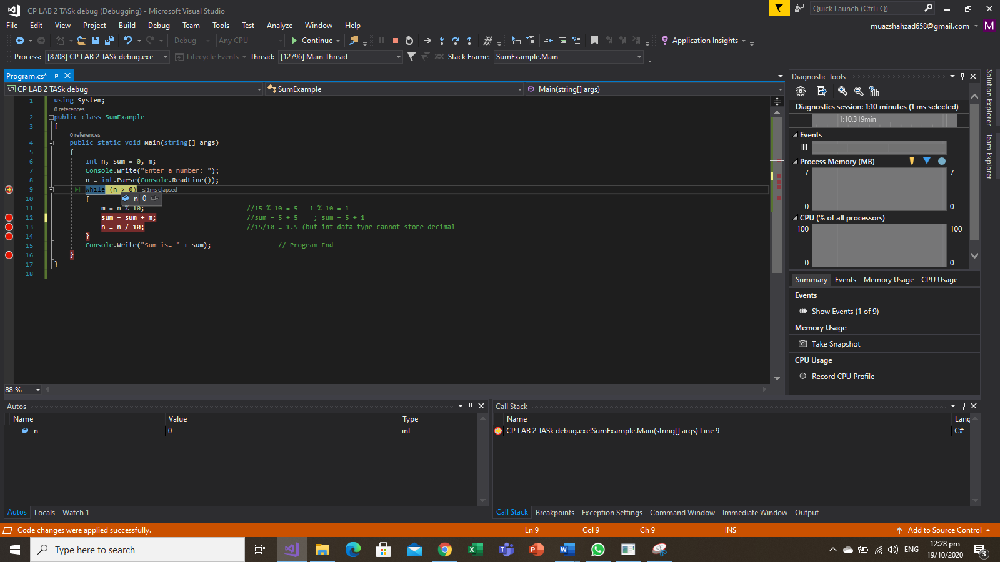 CP LAB 2 TASk debug (Debugging) - Microsoft Visual Studio
Quick Launch (Ctrl+Q)
File Edit View Project Build Debug Team Tools Test Analyze Window Help
muazshahzad658@gmail.com M
Debug Any CPU Continue Application Insights
Process: [8708] CP LAB 2 TASk debug.exe Lifecycle Events Thread: [12796] Main Thread Stack Frame: SumExample.Main
Program.cs*
C# CP LAB 2 TASk debug SumExample Main(string[] args)
1 using System;
0 references
2 public class SumExample
3 {
0 references
4 public static void Main(string[] args)
5 {
6 int n, sum = 0, m;
7 Console.Write("Enter a number: ");
8 n = int.Parse(Console.ReadLine());
9 while (n > 0) ≤ 1ms elapsed
n 0
10 {
11 m = n % 10; //15 % 10 = 5 1 % 10 = 1
12 sum = sum + m; //sum = 5 + 5 ; sum = 5 + 1
13 n = n / 10; //15/10 = 1.5 (but int data type cannot store decimal
14 }
15 Console.Write("Sum is= " + sum); // Program End
16 }
17 }
18
88 %
Diagnostic Tools
Diagnostics session: 1:10 minutes (1 ms selected)
1:10.319min
Events
Process Memory (MB)
7 7
0 0
CPU (% of all processors)
100 100
0 0
Summary Events Memory Usage CPU Usage
Events
Show Events (1 of 9)
Memory Usage
Take Snapshot
CPU Usage
Record CPU Profile
Solution Explorer
Team Explorer
Autos
Name Value Type
n 0 int
Autos Locals Watch 1
Call Stack
Name Lang
CP LAB 2 TASk debug.exe!SumExample.Main(string[] args) Line 9 C#
Call Stack Breakpoints Exception Settings Command Window Immediate Window Output
Code changes were applied successfully. Ln 9 Col 9 Ch 9 INS Add to Source Control
Type here to search
ENG
12:28 pm
19/10/2020
3